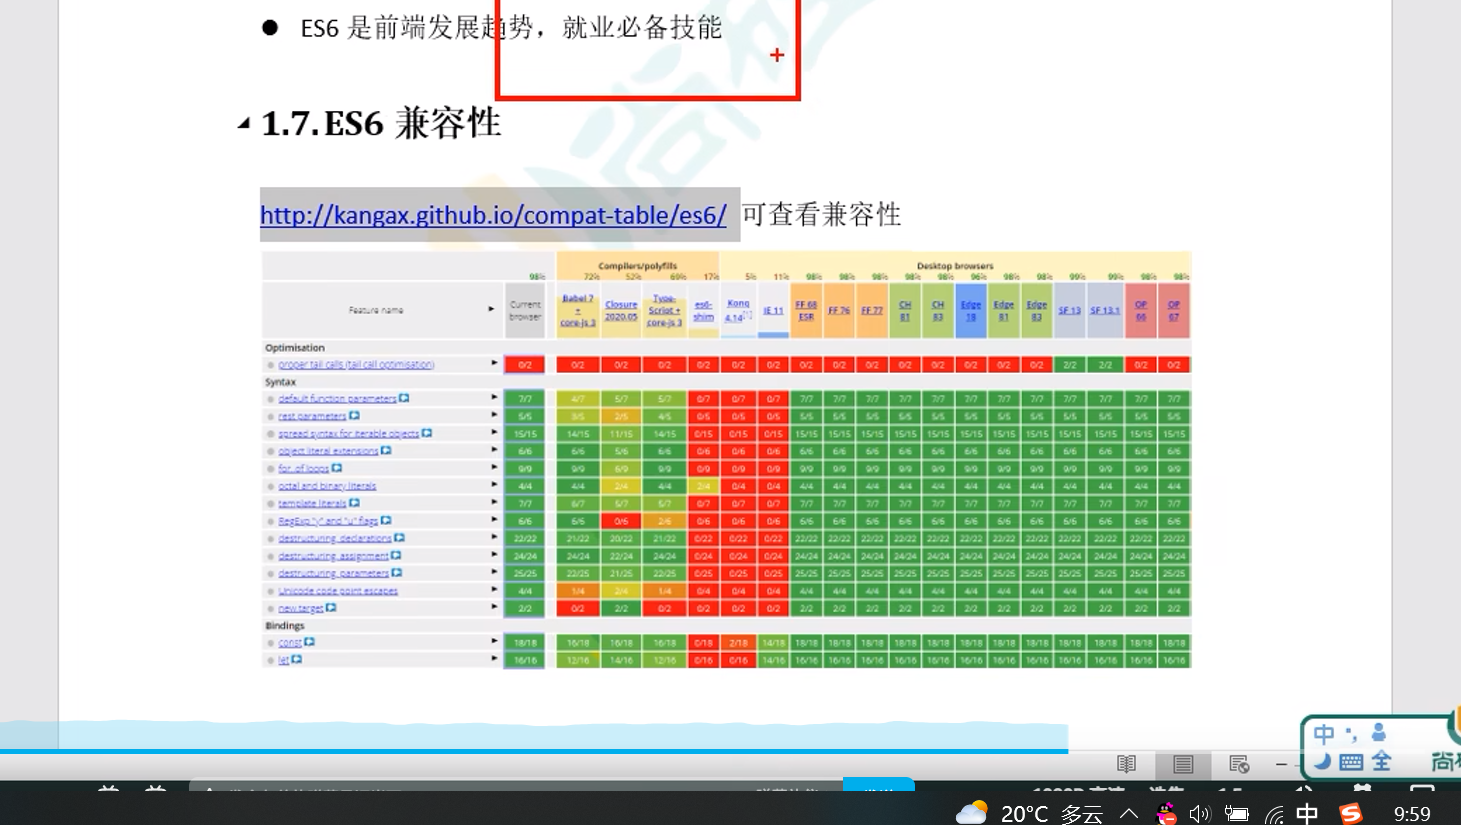 ● ES6 是前端发展趋势，就业必备技能
1.7. ES6 兼容性
http://kangax.github.io/compat-table/es6/ 可查看兼容性
Compilers/polyfills Desktop browsers
98% 72% 52% 69% 17% 5% 11% 98% 98% 98% 98% 98% 96% 98% 98% 99% 99% 98% 98%
Feature name Current browser Babel 7 + core-js 3 Closure 2020.05 Type-Script + core-js 3 es6-shim Konq 4.14[1] IE 11 FF 68 ESR FF 76 FF 77 CH 81 CH 83 Edge 18 Edge 81 Edge 83 SF 13 SF 13.1 OP 66 OP 67
Optimisation
proper tail calls (tail call optimisation) 0/2 0/2 0/2 0/2 0/2 0/2 0/2 0/2 0/2 0/2 0/2 0/2 0/2 0/2 0/2 2/2 2/2 0/2 0/2
Syntax
default function parameters 7/7 4/7 5/7 5/7 0/7 0/7 0/7 7/7 7/7 7/7 7/7 7/7 7/7 7/7 7/7 7/7 7/7 7/7 7/7
rest parameters 5/5 3/5 2/5 4/5 0/5 0/5 0/5 5/5 5/5 5/5 5/5 5/5 5/5 5/5 5/5 5/5 5/5 5/5 5/5
spread syntax for iterable objects 15/15 14/15 11/15 14/15 0/15 0/15 0/15 15/15 15/15 15/15 15/15 15/15 15/15 15/15 15/15 15/15 15/15 15/15 15/15
object literal extensions 6/6 6/6 5/6 6/6 0/6 0/6 0/6 6/6 6/6 6/6 6/6 6/6 6/6 6/6 6/6 6/6 6/6 6/6 6/6
for..of loops 9/9 9/9 6/9 9/9 0/9 0/9 0/9 9/9 9/9 9/9 9/9 9/9 9/9 9/9 9/9 9/9 9/9 9/9 9/9
octal and binary literals 4/4 4/4 2/4 4/4 2/4 0/4 0/4 4/4 4/4 4/4 4/4 4/4 4/4 4/4 4/4 4/4 4/4 4/4 4/4
template literals 7/7 6/7 5/7 5/7 0/7 0/7 0/7 7/7 7/7 7/7 7/7 7/7 7/7 7/7 7/7 7/7 7/7 7/7 7/7
RegExp "y" and "u" flags 6/6 6/6 0/6 2/6 0/6 0/6 0/6 6/6 6/6 6/6 6/6 6/6 6/6 6/6 6/6 6/6 6/6 6/6 6/6
destructuring, declarations 22/22 21/22 20/22 21/22 0/22 0/22 0/22 22/22 22/22 22/22 22/22 22/22 22/22 22/22 22/22 22/22 22/22 22/22 22/22
destructuring, assignment 24/24 24/24 22/24 24/24 0/24 0/24 0/24 24/24 24/24 24/24 24/24 24/24 24/24 24/24 24/24 24/24 24/24 24/24 24/24
destructuring, parameters 25/25 22/25 21/25 22/25 0/25 0/25 0/25 25/25 25/25 25/25 25/25 25/25 25/25 25/25 25/25 25/25 25/25 25/25 25/25
Unicode code point escapes 4/4 1/4 2/4 1/4 0/4 0/4 0/4 4/4 4/4 4/4 4/4 4/4 4/4 4/4 4/4 4/4 4/4 4/4 4/4
new.target 2/2 0/2 2/2 0/2 0/2 0/2 0/2 2/2 2/2 2/2 2/2 2/2 2/2 2/2 2/2 2/2 2/2 2/2 2/2
Bindings
const 18/18 16/18 16/18 16/18 0/18 2/18 14/18 18/18 18/18 18/18 18/18 18/18 18/18 18/18 18/18 18/18 18/18 18/18 18/18
let 16/16 12/16 14/16 12/16 0/16 0/16 14/16 16/16 16/16 16/16 16/16 16/16 16/16 16/16 16/16 16/16 16/16 16/16 16/16
中
全
20°C 多云 中 9:59